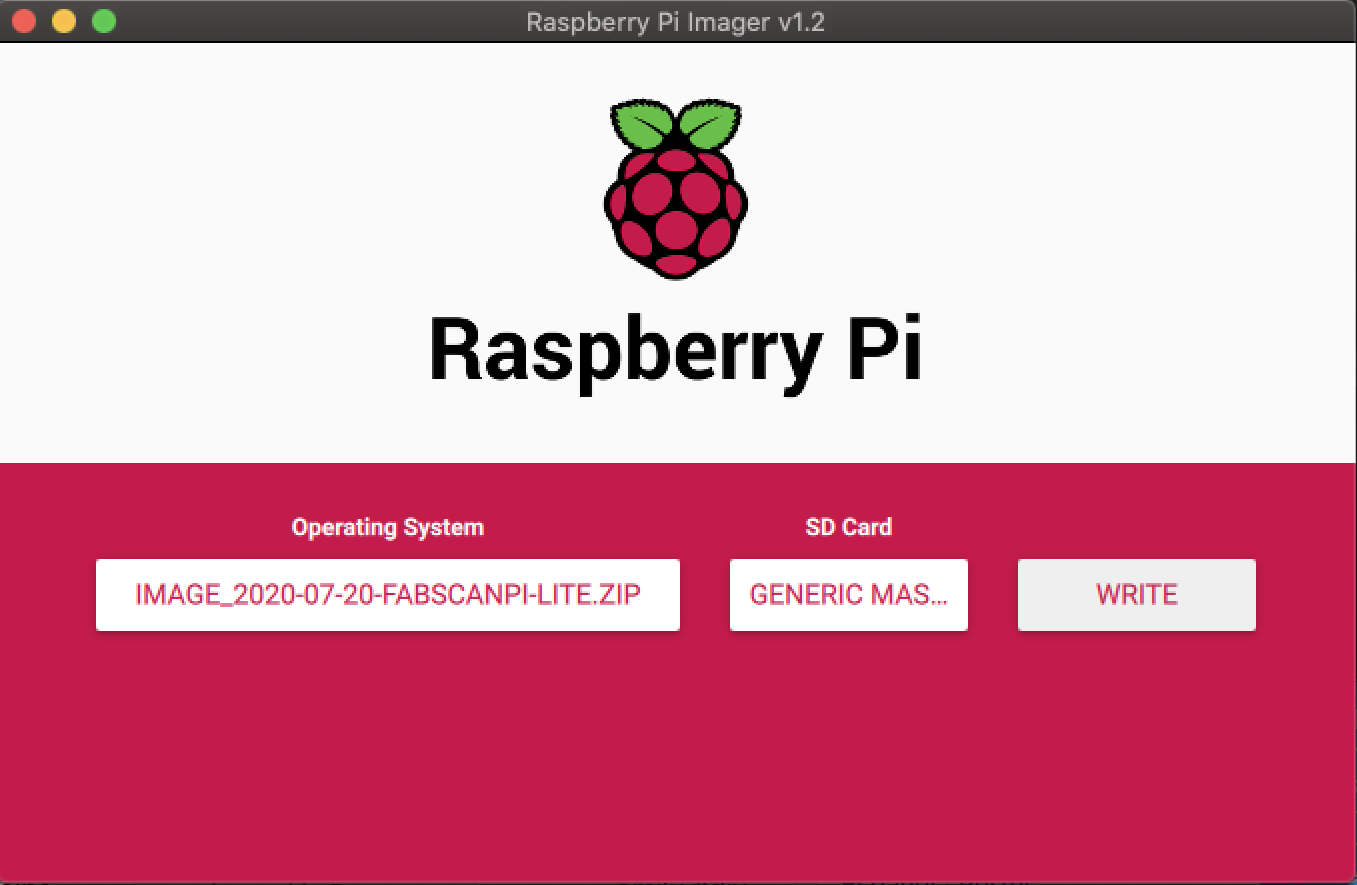 Raspberry Pi Imager v1.2
Raspberry Pi
Operating System
SD Card
IMAGE_2020-07-20-FABSCANPI-LITE.ZIP
GENERIC MAS...
WRITE